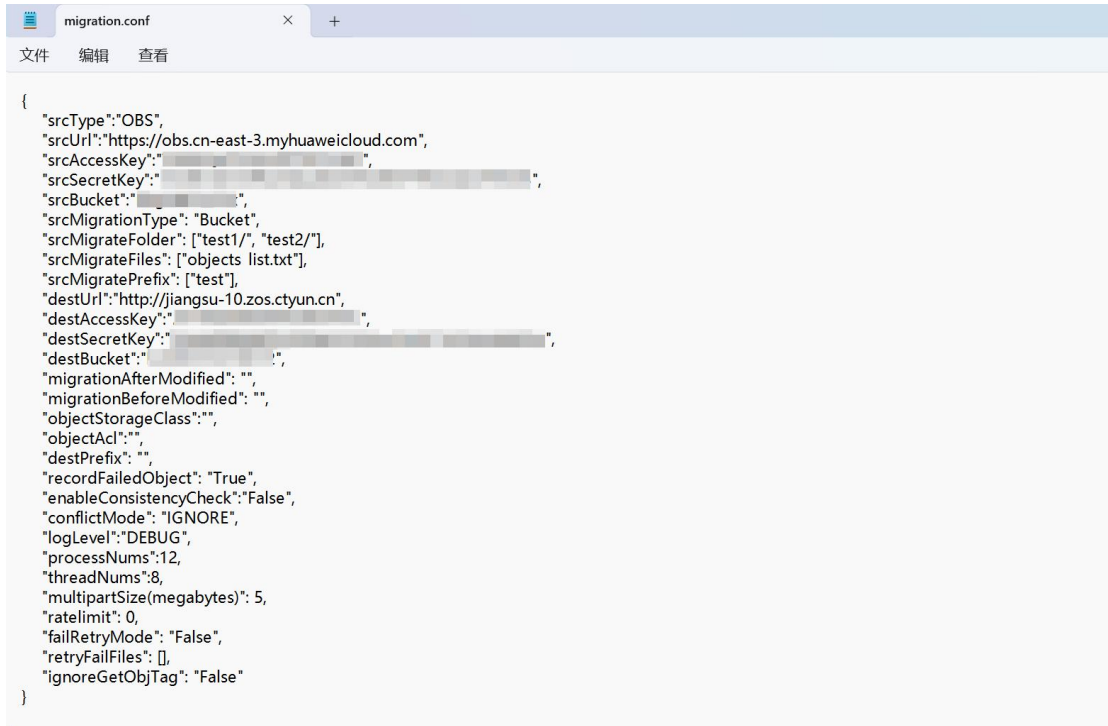 migration.conf × +
文件 编辑 查看
{
"srcType":"OBS",
"srcUrl":"https://obs.cn-east-3.myhuaweicloud.com",
"srcAccessKey":" ",
"srcSecretKey":" ",
"srcBucket":" ",
"srcMigrationType": "Bucket",
"srcMigrateFolder": ["test1/", "test2/"],
"srcMigrateFiles": ["objects list.txt"],
"srcMigratePrefix": ["test"],
"destUrl":"http://jiangsu-10.zos.ctyun.cn",
"destAccessKey":" ",
"destSecretKey":" ",
"destBucket":" ",
"migrationAfterModified": "",
"migrationBeforeModified": "",
"objectStorageClass":"",
"objectAcl":"",
"destPrefix": "",
"recordFailedObject": "True",
"enableConsistencyCheck":"False",
"conflictMode": "IGNORE",
"logLevel":"DEBUG",
"processNums":12,
"threadNums":8,
"multipartSize(megabytes)": 5,
"ratelimit": 0,
"failRetryMode": "False",
"retryFailFiles": [],
"ignoreGetObjTag": "False"
}